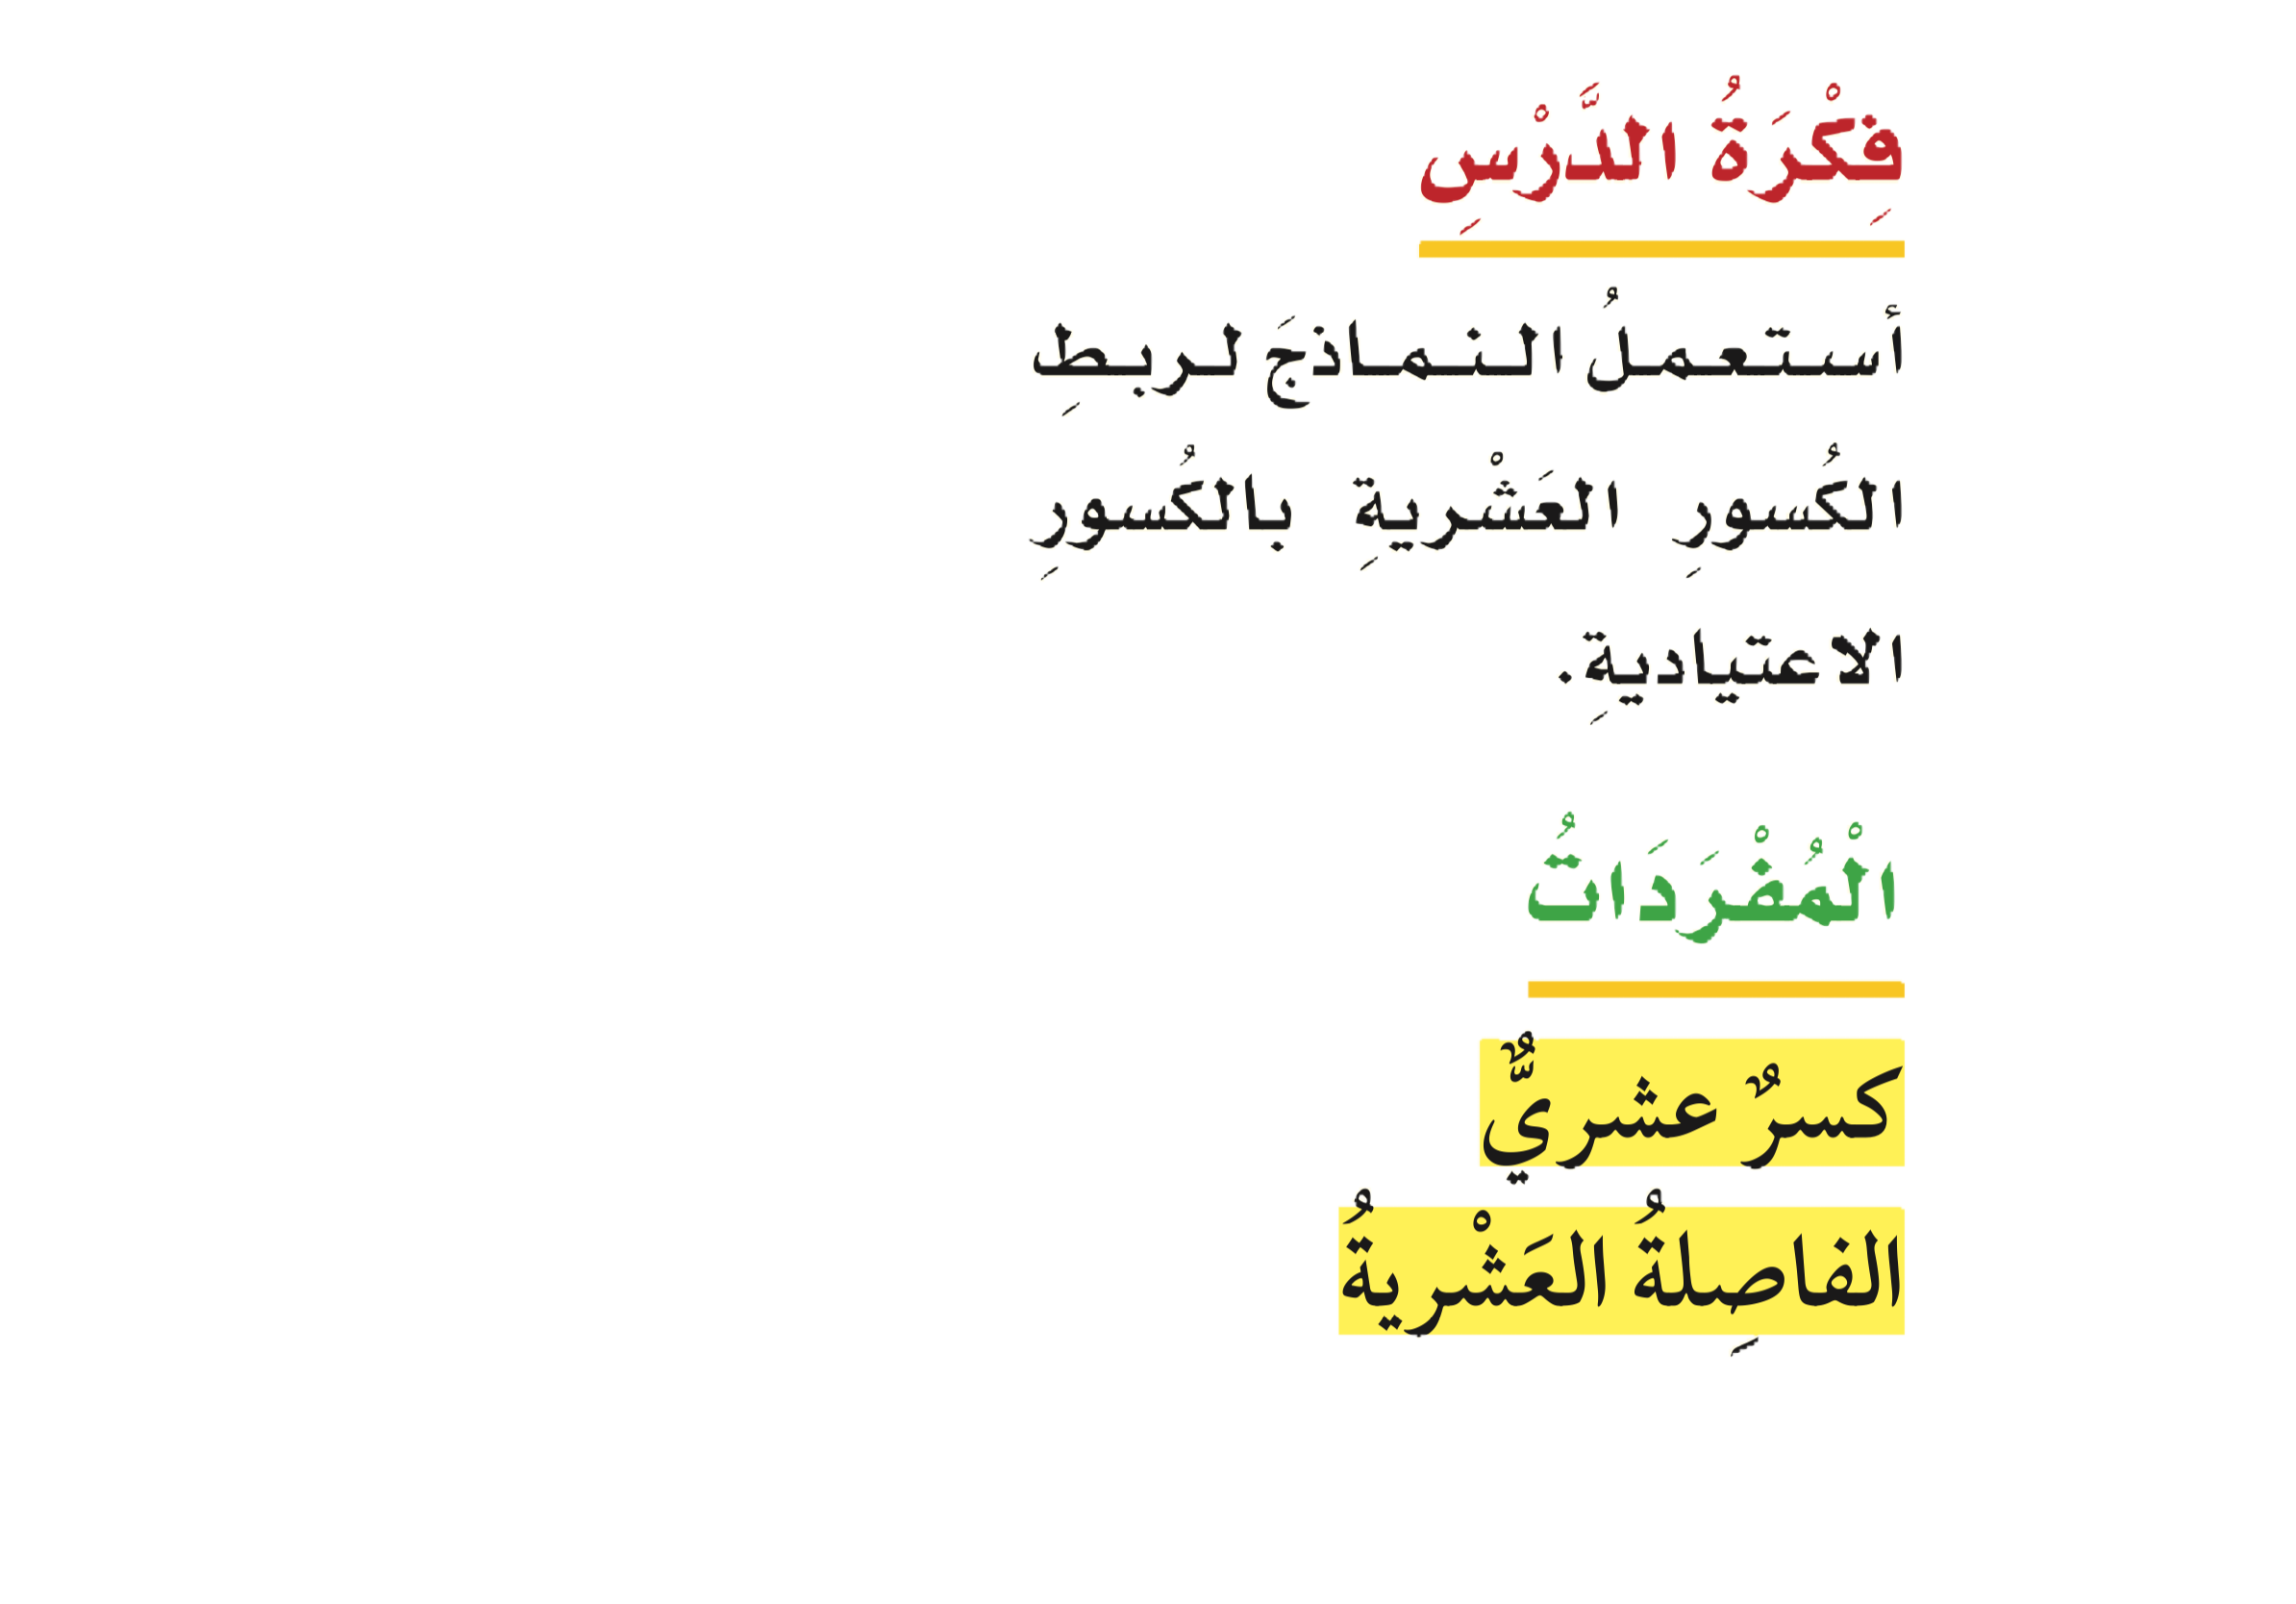 فِكْرَةُ الدَّرْسِ
أستعملُ النماذجَ لربطِ
الكُسورِ العَشْريةِ بالكُسورِ
الاعتياديةِ.
الْمُفْرَدَاتُ
كسرٌ عشريٌّ
الفاصِلةُ العَشْريةُ